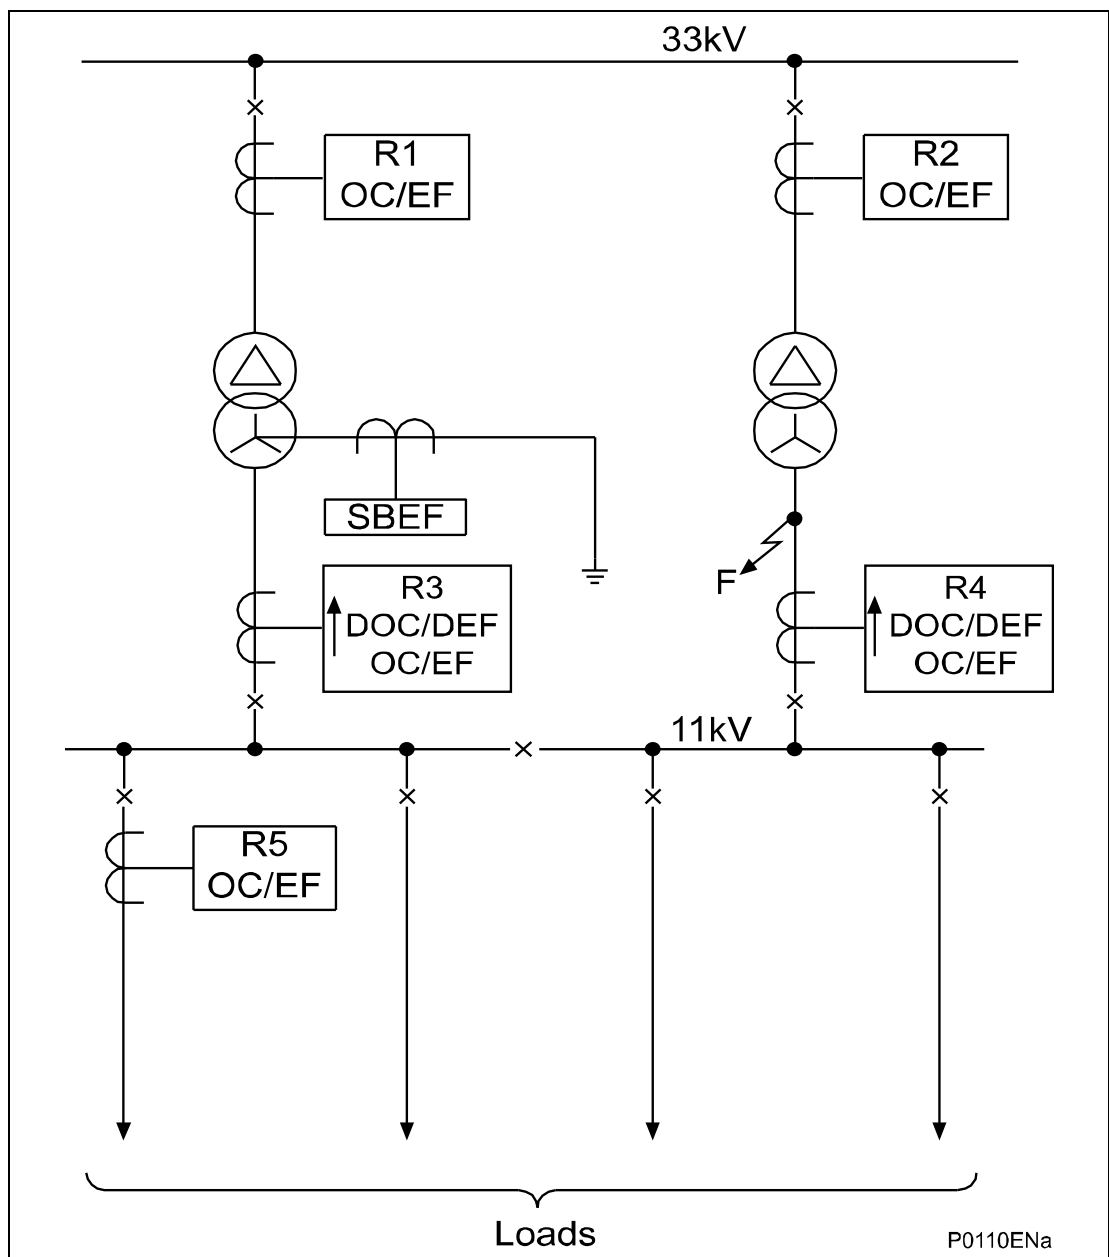 33kV
R1
OC/EF
R2
OC/EF
SBEF
F
R3
DOC/DEF
OC/EF
R4
DOC/DEF
OC/EF
11kV
R5
OC/EF
Loads
P0110ENa